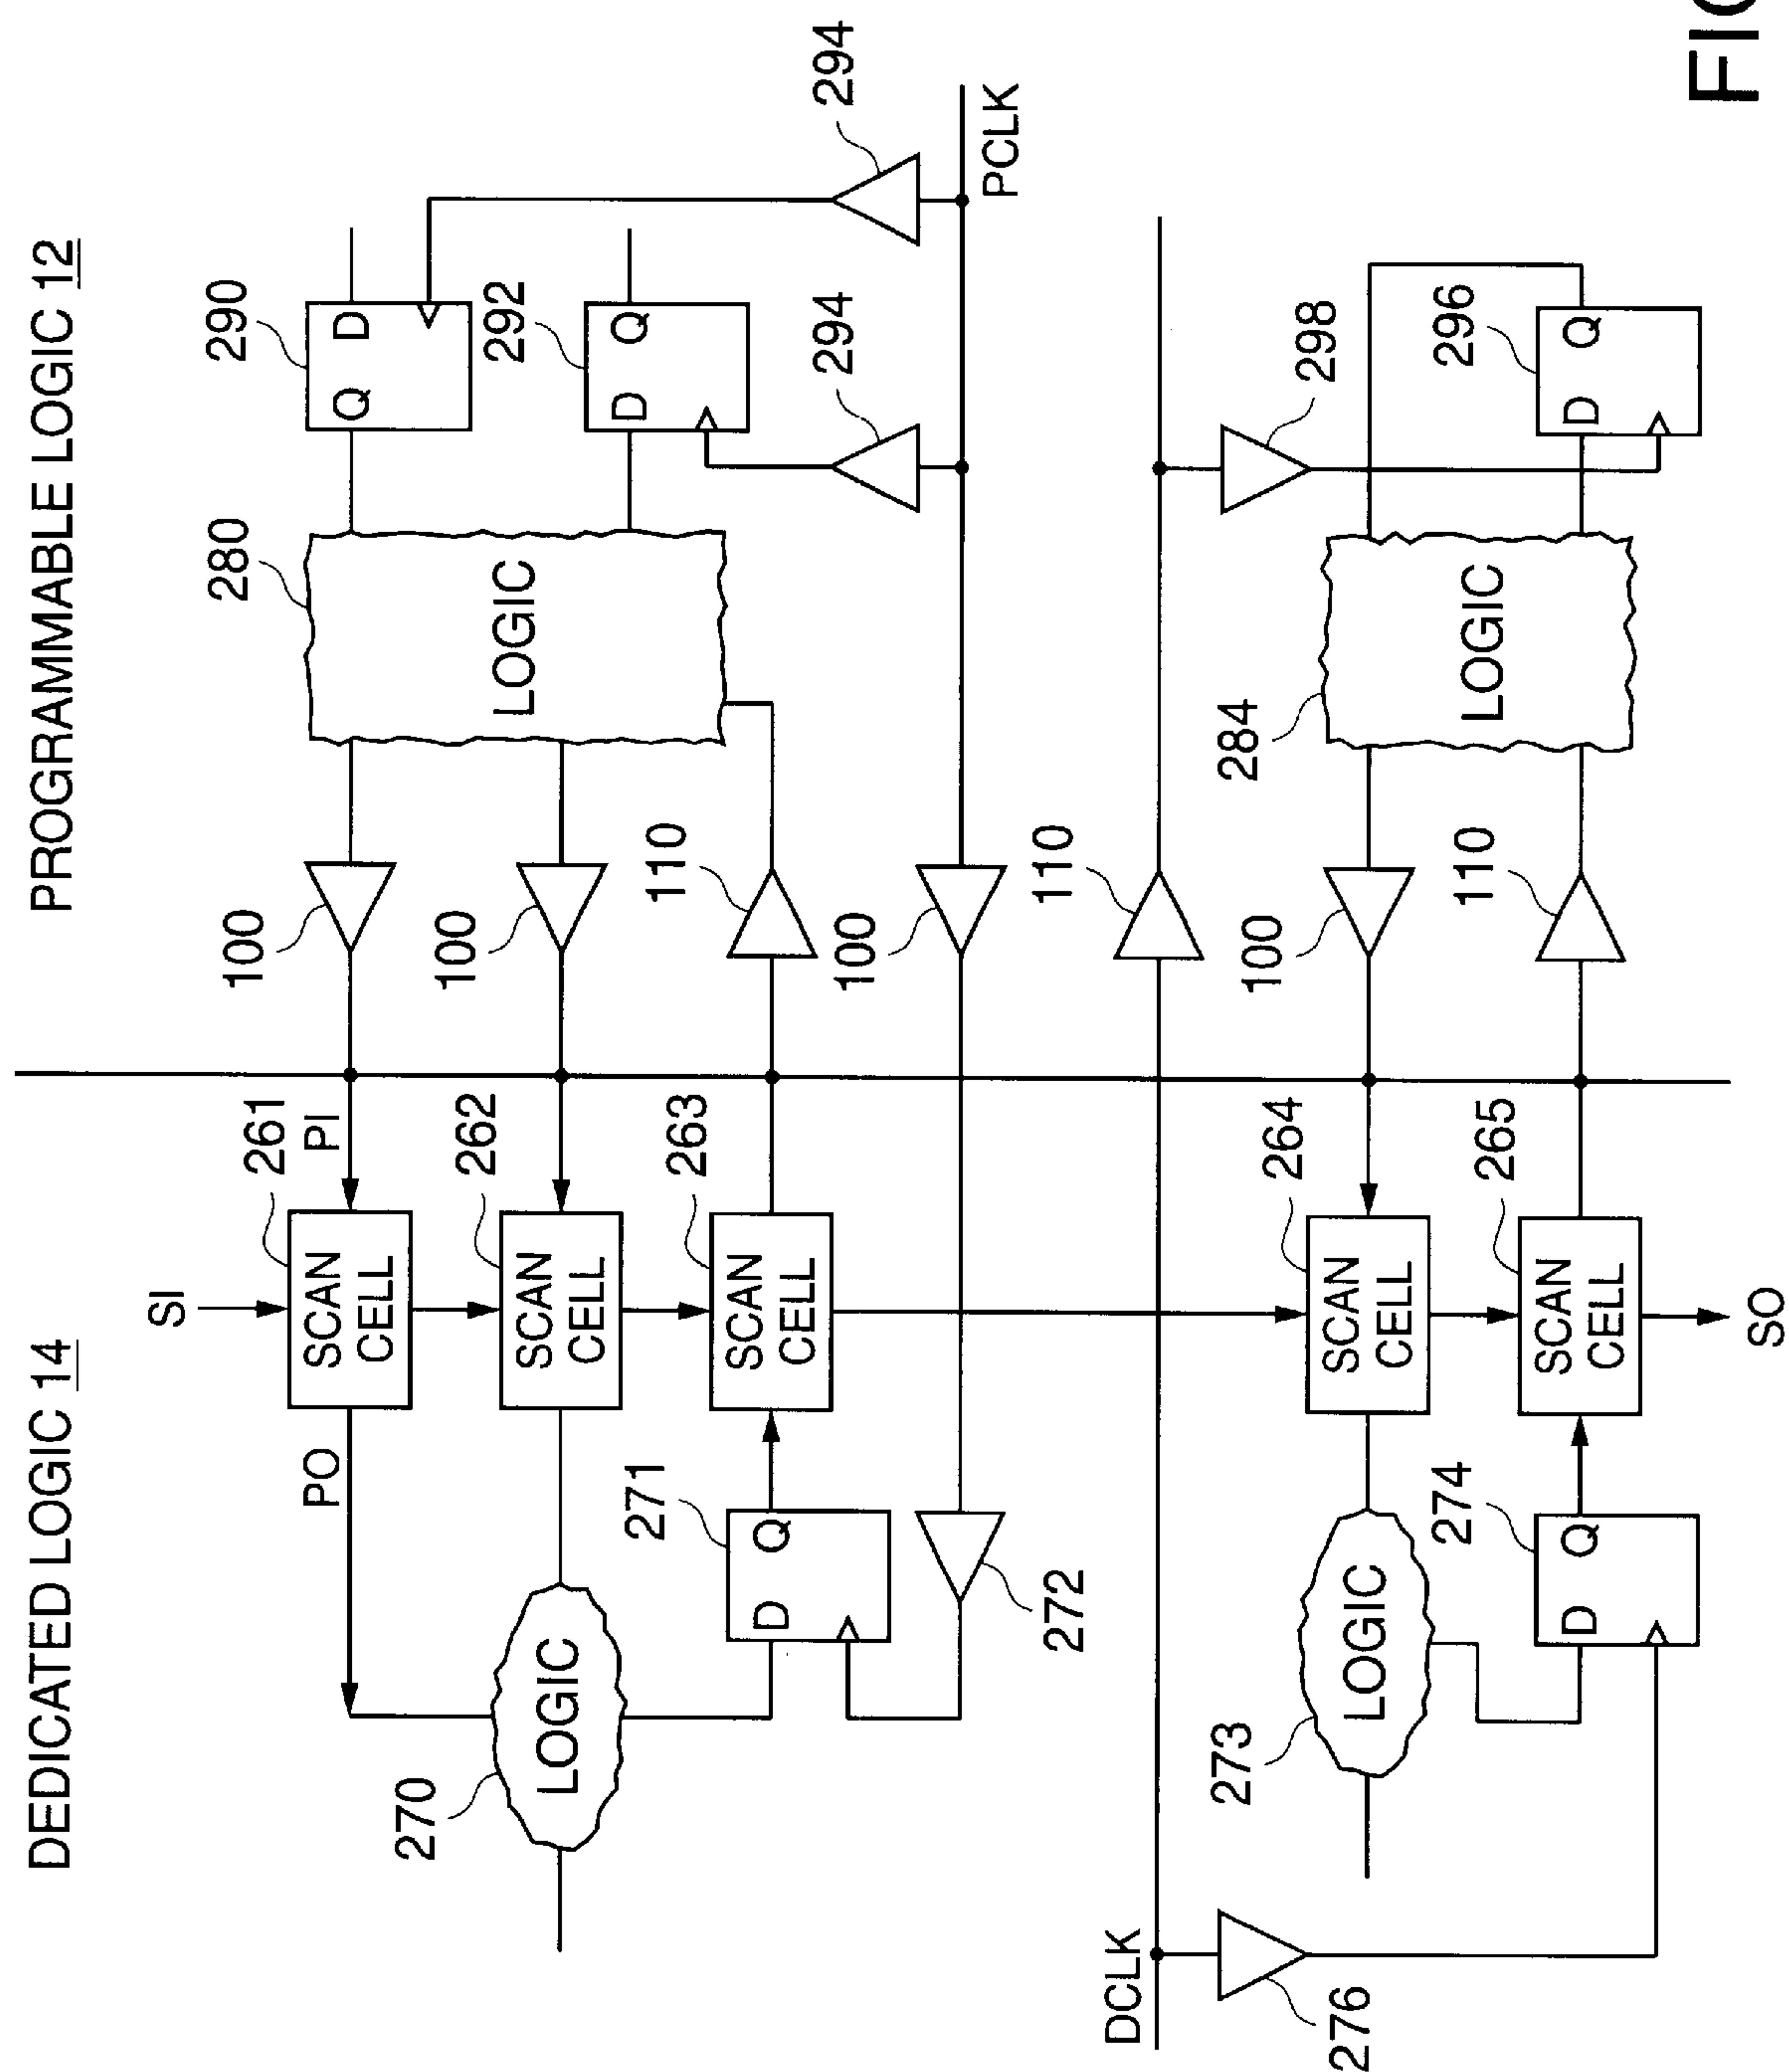 DEDICATED LOGIC 14
PROGRAMMABLE LOGIC 12
SI
261
PI
PO
SCAN
CELL
100
280
290
Q D
262
SCAN
CELL
100
LOGIC
292
D Q
270
LOGIC
263
SCAN
CELL
110
271
D Q
294
294
272
100
PCLK
DCLK
110
276
298
273
LOGIC
264
SCAN
CELL
100
284
LOGIC
274
D Q
265
SCAN
CELL
110
296
D Q
SO